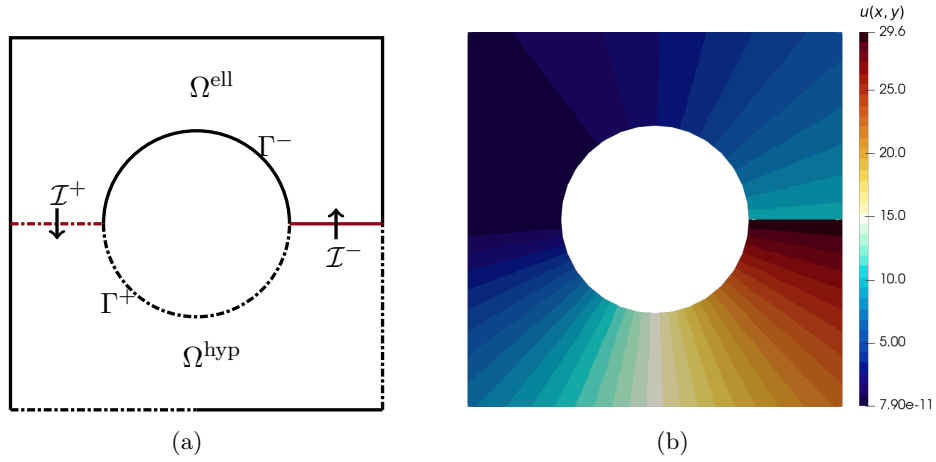 Ω^ell
Γ^−
I^+
I^−
Γ^+
Ω^hyp
(a)
u(x, y)
29.6
25.0
20.0
15.0
10.0
5.00
7.90e-11
(b)